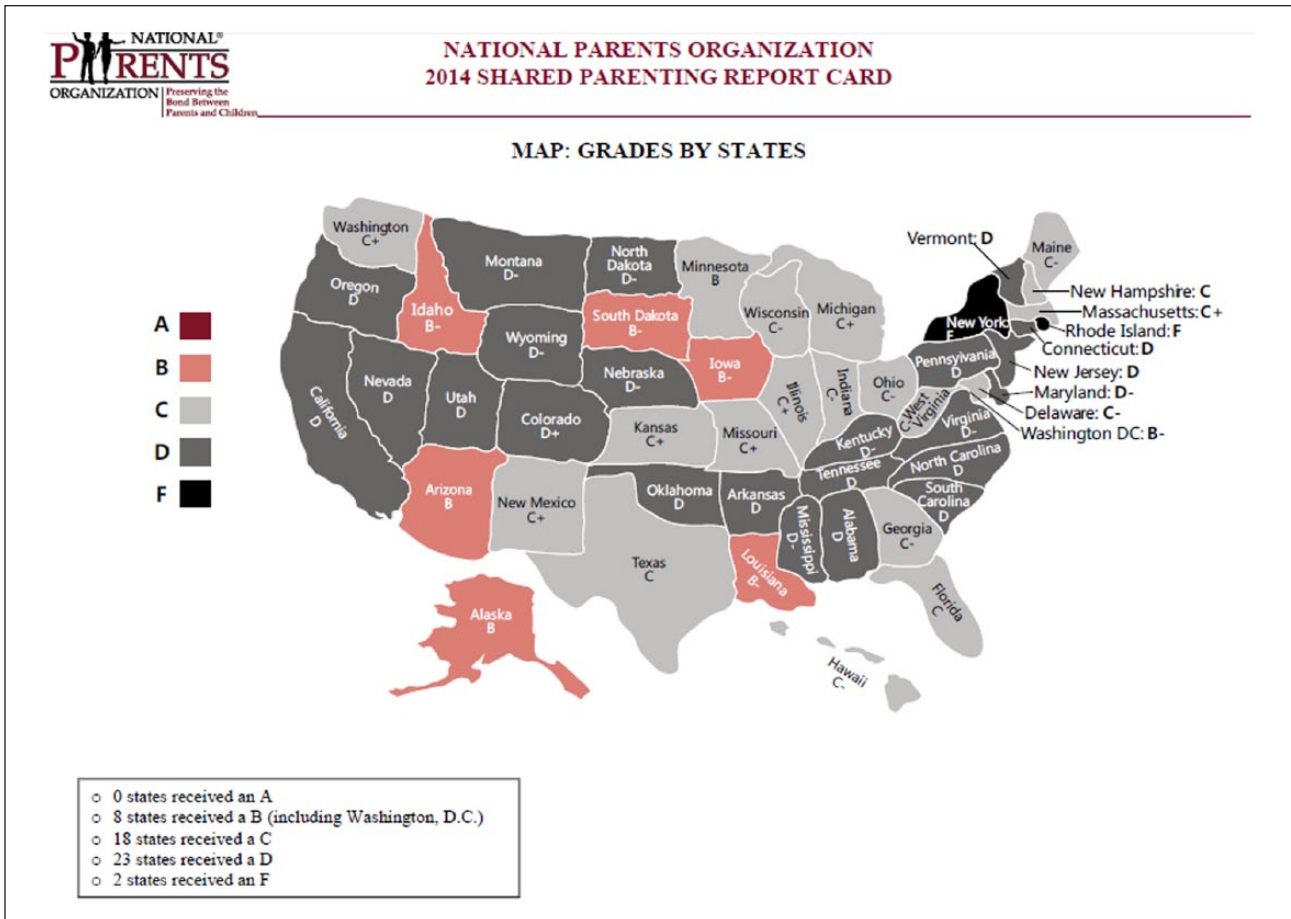 NATIONAL®
PARENTS
ORGANIZATION
Preserving the
Bond Between
Parents and Children
NATIONAL PARENTS ORGANIZATION
2014 SHARED PARENTING REPORT CARD
MAP: GRADES BY STATES
A
B
C
D
F
Washington
C+
Oregon
D
California
D
Nevada
D
Idaho
B-
Montana
D-
Wyoming
D-
Utah
D
Colorado
D+
Arizona
B
New Mexico
C+
North
Dakota
D-
South Dakota
B-
Nebraska
D-
Kansas
C+
Oklahoma
D
Texas
C
Minnesota
B
Iowa
B-
Missouri
C+
Arkansas
D
Louisiana
B-
Wisconsin
C-
Illinois
C+
Michigan
C+
Indiana
C-
Ohio
C-
Kentucky
D-
Tennessee
D
Mississippi
D-
Alabama
D
Georgia
C-
Florida
C
South
Carolina
D
North Carolina
D
Virginia
D-
West
Virginia
C-
Pennsylvania
D
New York:
F
Vermont: D
Maine
C-
New Hampshire: C
Massachusetts: C+
Rhode Island: F
Connecticut: D
New Jersey: D
Maryland: D-
Delaware: C-
Washington DC: B-
Alaska
B
Hawaii
C-
o 0 states received an A
o 8 states received a B (including Washington, D.C.)
o 18 states received a C
o 23 states received a D
o 2 states received an F